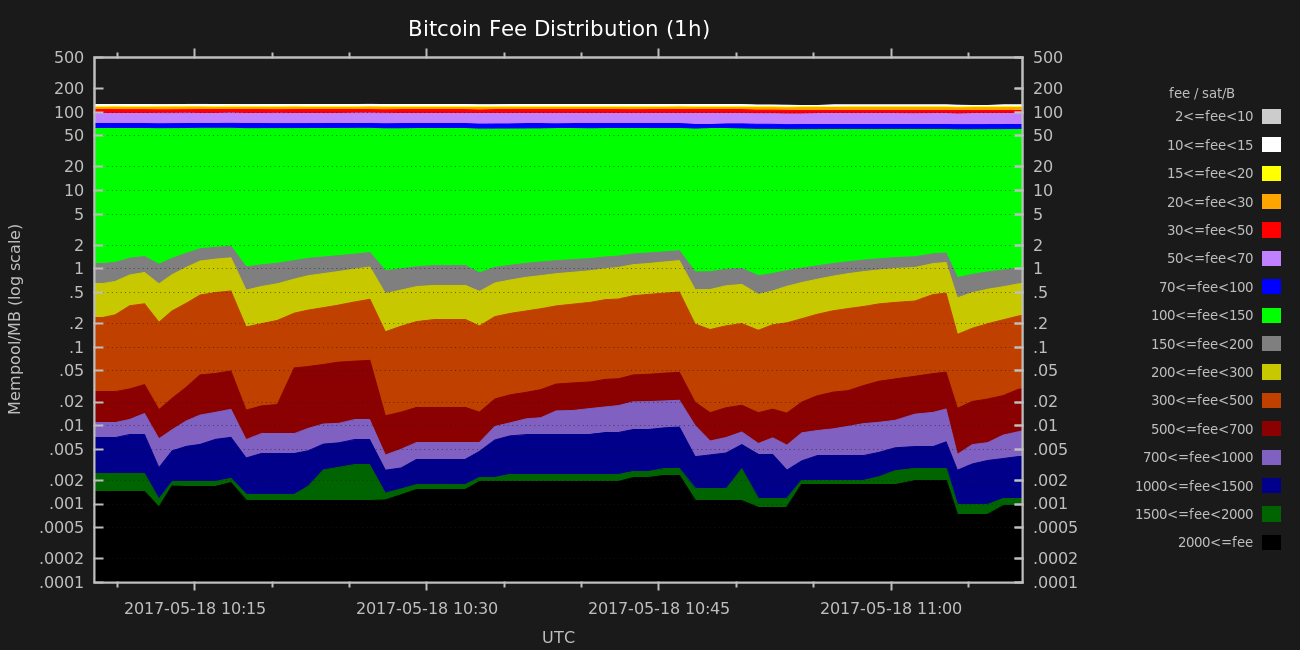 Bitcoin Fee Distribution (1h)
500 500
200 200
100 100
50 50
20 20
10 10
5 5
2 2
1 1
.5 .5
.2 .2
.1 .1
.05 .05
.02 .02
.01 .01
.005 .005
.002 .002
.001 .001
.0005 .0005
.0002 .0002
.0001 .0001
Mempool/MB (log scale)
2017-05-18 10:15 2017-05-18 10:30 2017-05-18 10:45 2017-05-18 11:00
UTC
fee / sat/B
2<=fee<10
10<=fee<15
15<=fee<20
20<=fee<30
30<=fee<50
50<=fee<70
70<=fee<100
100<=fee<150
150<=fee<200
200<=fee<300
300<=fee<500
500<=fee<700
700<=fee<1000
1000<=fee<1500
1500<=fee<2000
2000<=fee